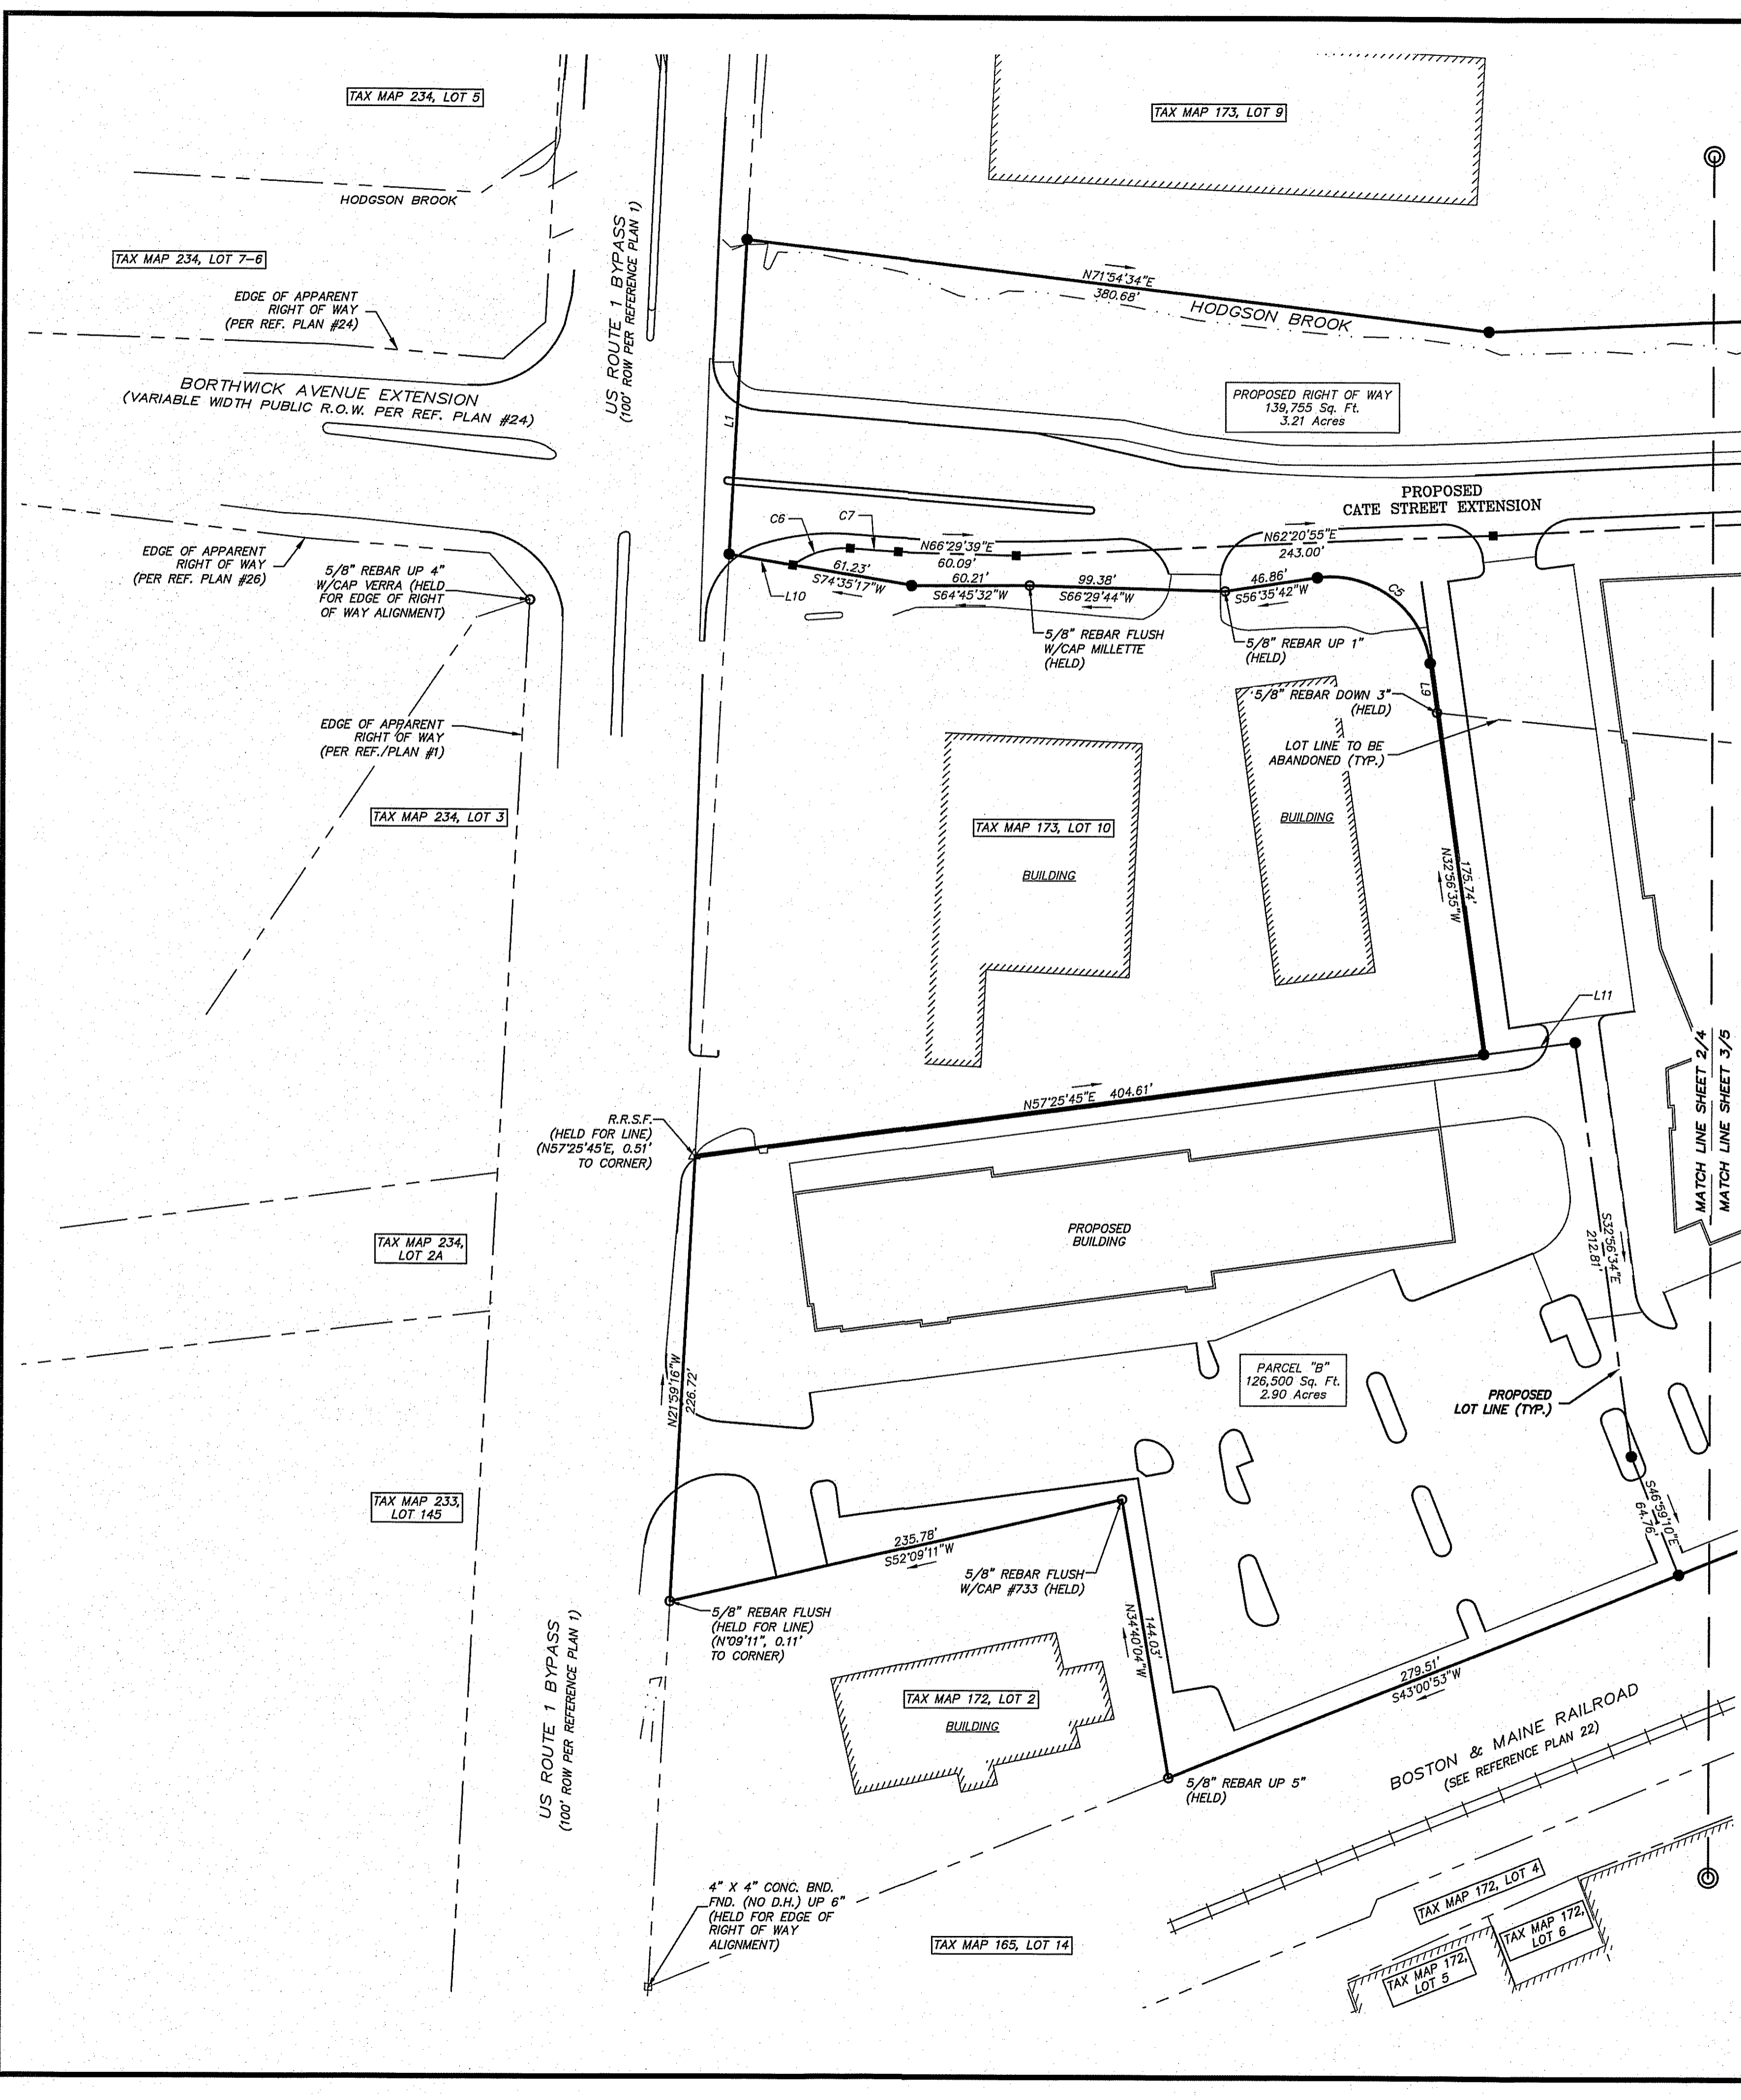 TAX MAP 234, LOT 5
TAX MAP 173, LOT 9
HODGSON BROOK
TAX MAP 234, LOT 7-6
US ROUTE 1 BYPASS
(100' ROW PER REFERENCE PLAN 1)
EDGE OF APPARENT
RIGHT OF WAY
(PER REF. PLAN #24)
N71°54'34"E
380.68'
HODGSON BROOK
BORTHWICK AVENUE EXTENSION
(VARIABLE WIDTH PUBLIC R.O.W. PER REF. PLAN #24)
L1
PROPOSED RIGHT OF WAY
139,755 Sq. Ft.
3.21 Acres
PROPOSED
CATE STREET EXTENSION
C6
C7
N66°29'39"E
60.09'
N62°20'55"E
243.00'
EDGE OF APPARENT
RIGHT OF WAY
(PER REF. PLAN #26)
5/8" REBAR UP 4"
W/CAP VERRA (HELD
FOR EDGE OF RIGHT
OF WAY ALIGNMENT)
L10
61.23'
S74°35'17"W
60.21'
S64°45'32"W
99.38'
S66°29'44"W
46.86'
S56°35'42"W
C5
5/8" REBAR FLUSH
W/CAP MILLETTE
(HELD)
5/8" REBAR UP 1"
(HELD)
L9
5/8" REBAR DOWN 3"
(HELD)
EDGE OF APPARENT
RIGHT OF WAY
(PER REF./PLAN #1)
LOT LINE TO BE
ABANDONED (TYP.)
TAX MAP 234, LOT 3
TAX MAP 173, LOT 10
BUILDING
BUILDING
175.74'
N32°56'35"W
L11
MATCH LINE SHEET 2/4
MATCH LINE SHEET 3/5
N57°25'45"E 404.61'
R.R.S.F.
(HELD FOR LINE)
(N57°25'45'E, 0.51'
TO CORNER)
PROPOSED
BUILDING
S32°56'34"E
212.81'
TAX MAP 234,
LOT 2A
N21°59'16"W
226.72'
PARCEL "B"
126,500 Sq. Ft.
2.90 Acres
PROPOSED
LOT LINE (TYP.)
TAX MAP 233,
LOT 145
S46°59'10"E
64.76'
235.78'
S52°09'11"W
5/8" REBAR FLUSH
W/CAP #733 (HELD)
5/8" REBAR FLUSH
(HELD FOR LINE)
(N°09'11", 0.11'
TO CORNER)
144.03'
N34°40'04"W
US ROUTE 1 BYPASS
(100' ROW PER REFERENCE PLAN 1)
TAX MAP 172, LOT 2
BUILDING
279.51'
S43°00'53"W
BOSTON & MAINE RAILROAD
(SEE REFERENCE PLAN 22)
5/8" REBAR UP 5"
(HELD)
4" X 4" CONC. BND.
FND. (NO D.H.) UP 6"
(HELD FOR EDGE OF
RIGHT OF WAY
ALIGNMENT)
TAX MAP 165, LOT 14
TAX MAP 172, LOT 4
TAX MAP 172,
LOT 6
TAX MAP 172,
LOT 5